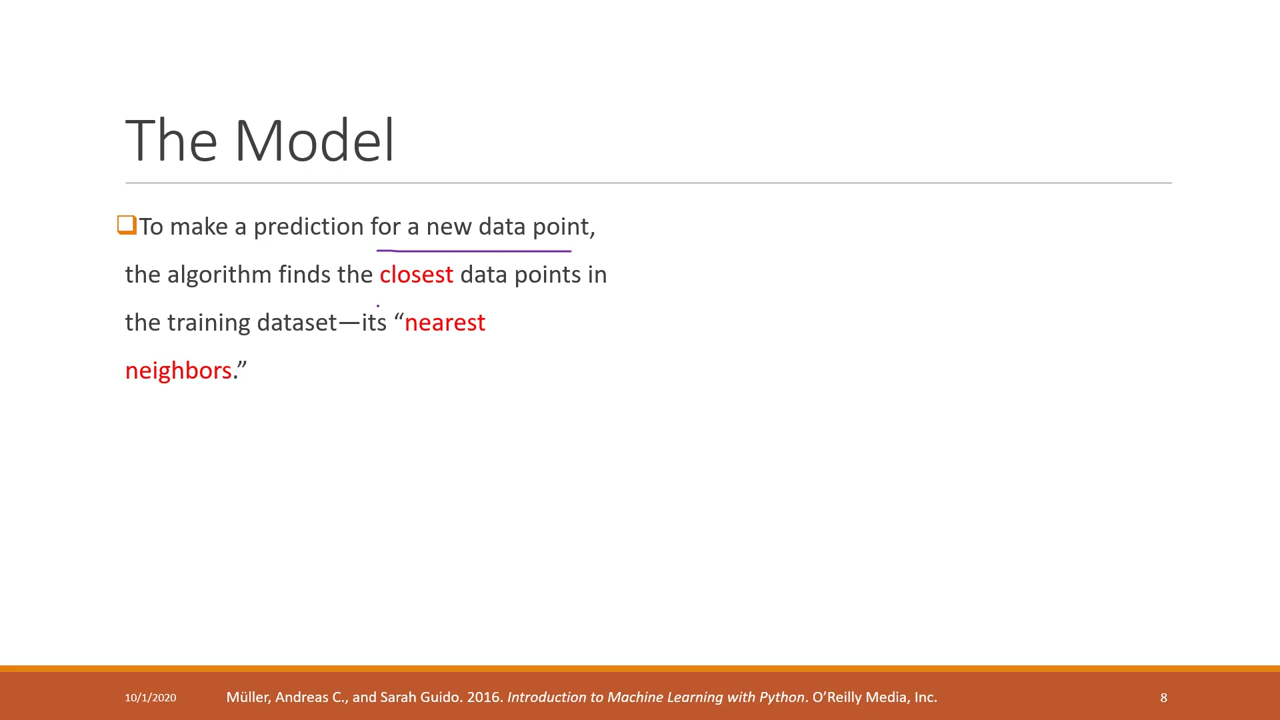 The Model
❑To make a prediction for a new data point,
the algorithm finds the closest data points in
the training dataset—its “nearest
neighbors.”
10/1/2020 Müller, Andreas C., and Sarah Guido. 2016. Introduction to Machine Learning with Python. O’Reilly Media, Inc. 8